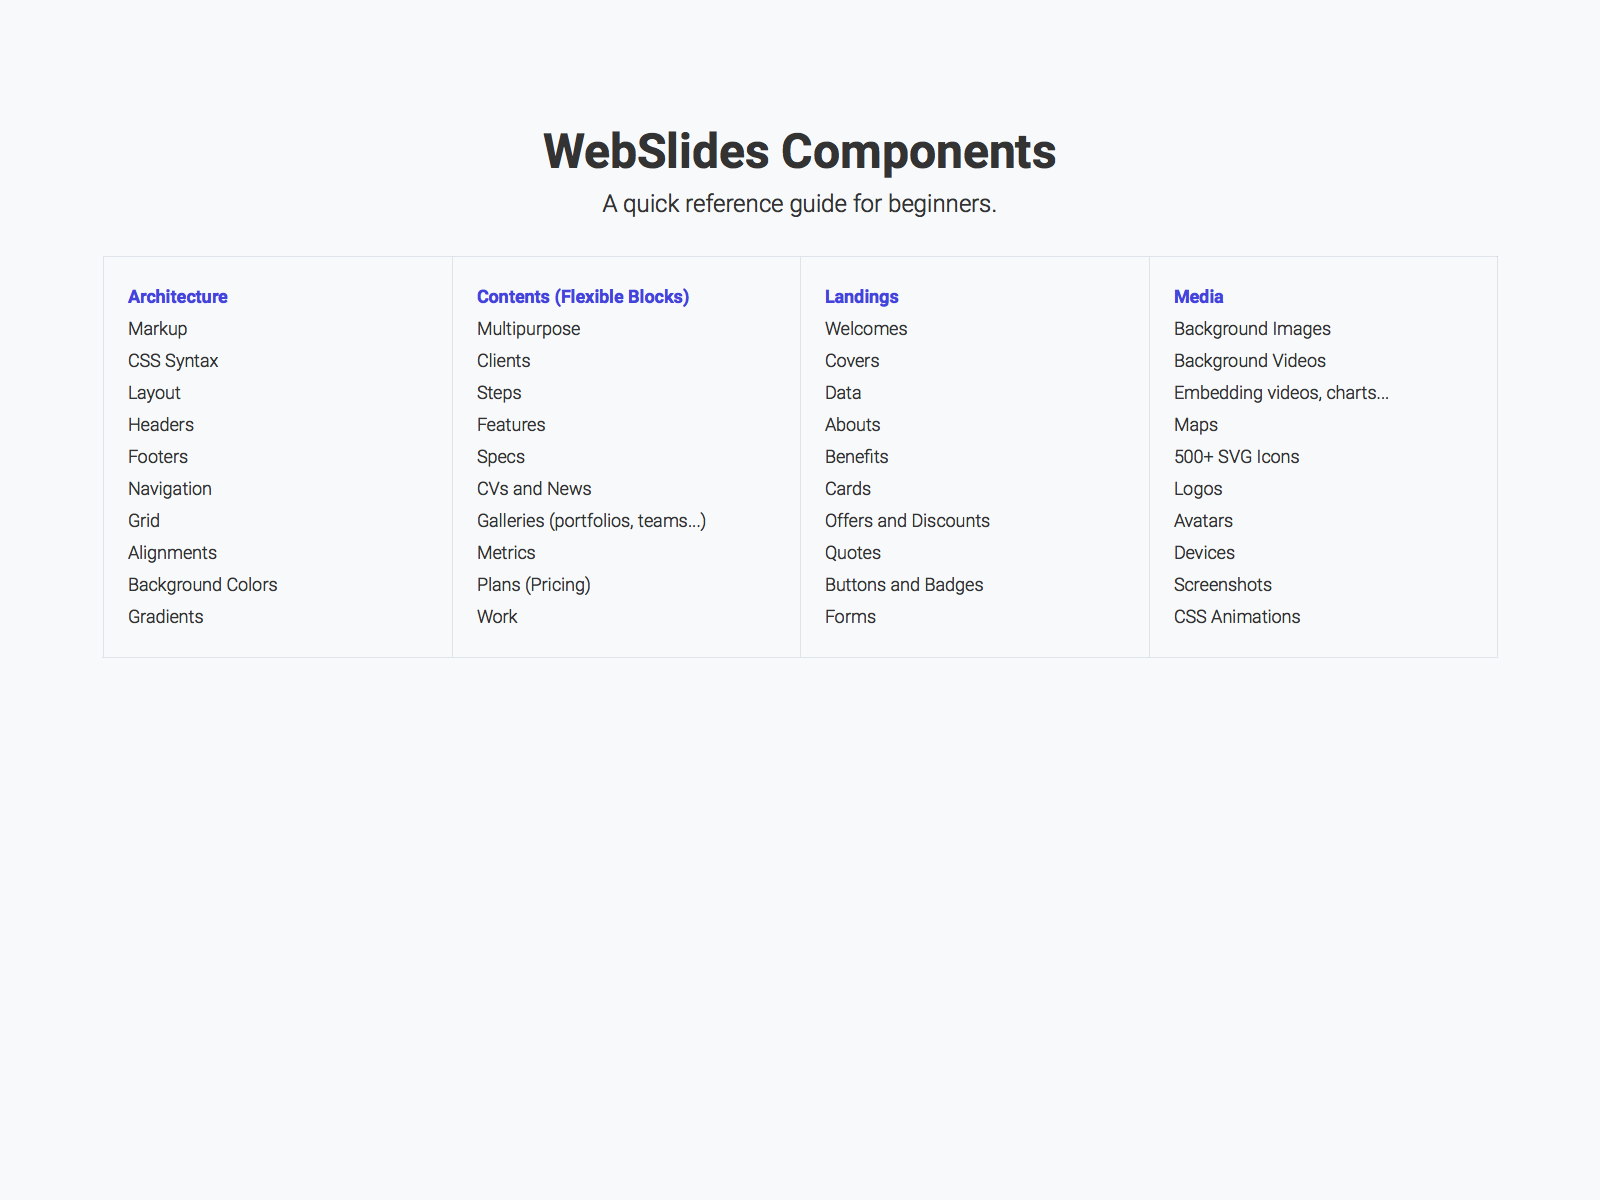 WebSlides Components
A quick reference guide for beginners.
Architecture
Markup
CSS Syntax
Layout
Headers
Footers
Navigation
Grid
Alignments
Background Colors
Gradients
Contents (Flexible Blocks)
Multipurpose
Clients
Steps
Features
Specs
CVs and News
Galleries (portfolios, teams...)
Metrics
Plans (Pricing)
Work
Landings
Welcomes
Covers
Data
Abouts
Benefits
Cards
Offers and Discounts
Quotes
Buttons and Badges
Forms
Media
Background Images
Background Videos
Embedding videos, charts...
Maps
500+ SVG Icons
Logos
Avatars
Devices
Screenshots
CSS Animations